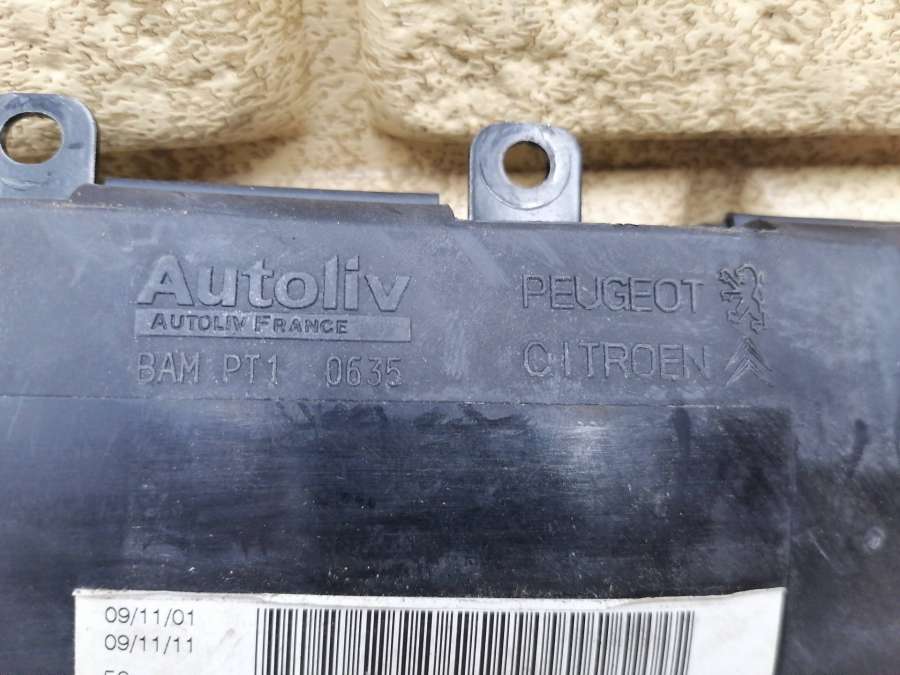 Autoliv
AUTOLIV FRANCE
BAM PT1 0635
PEUGEOT
CITROEN
09/11/01
09/11/11